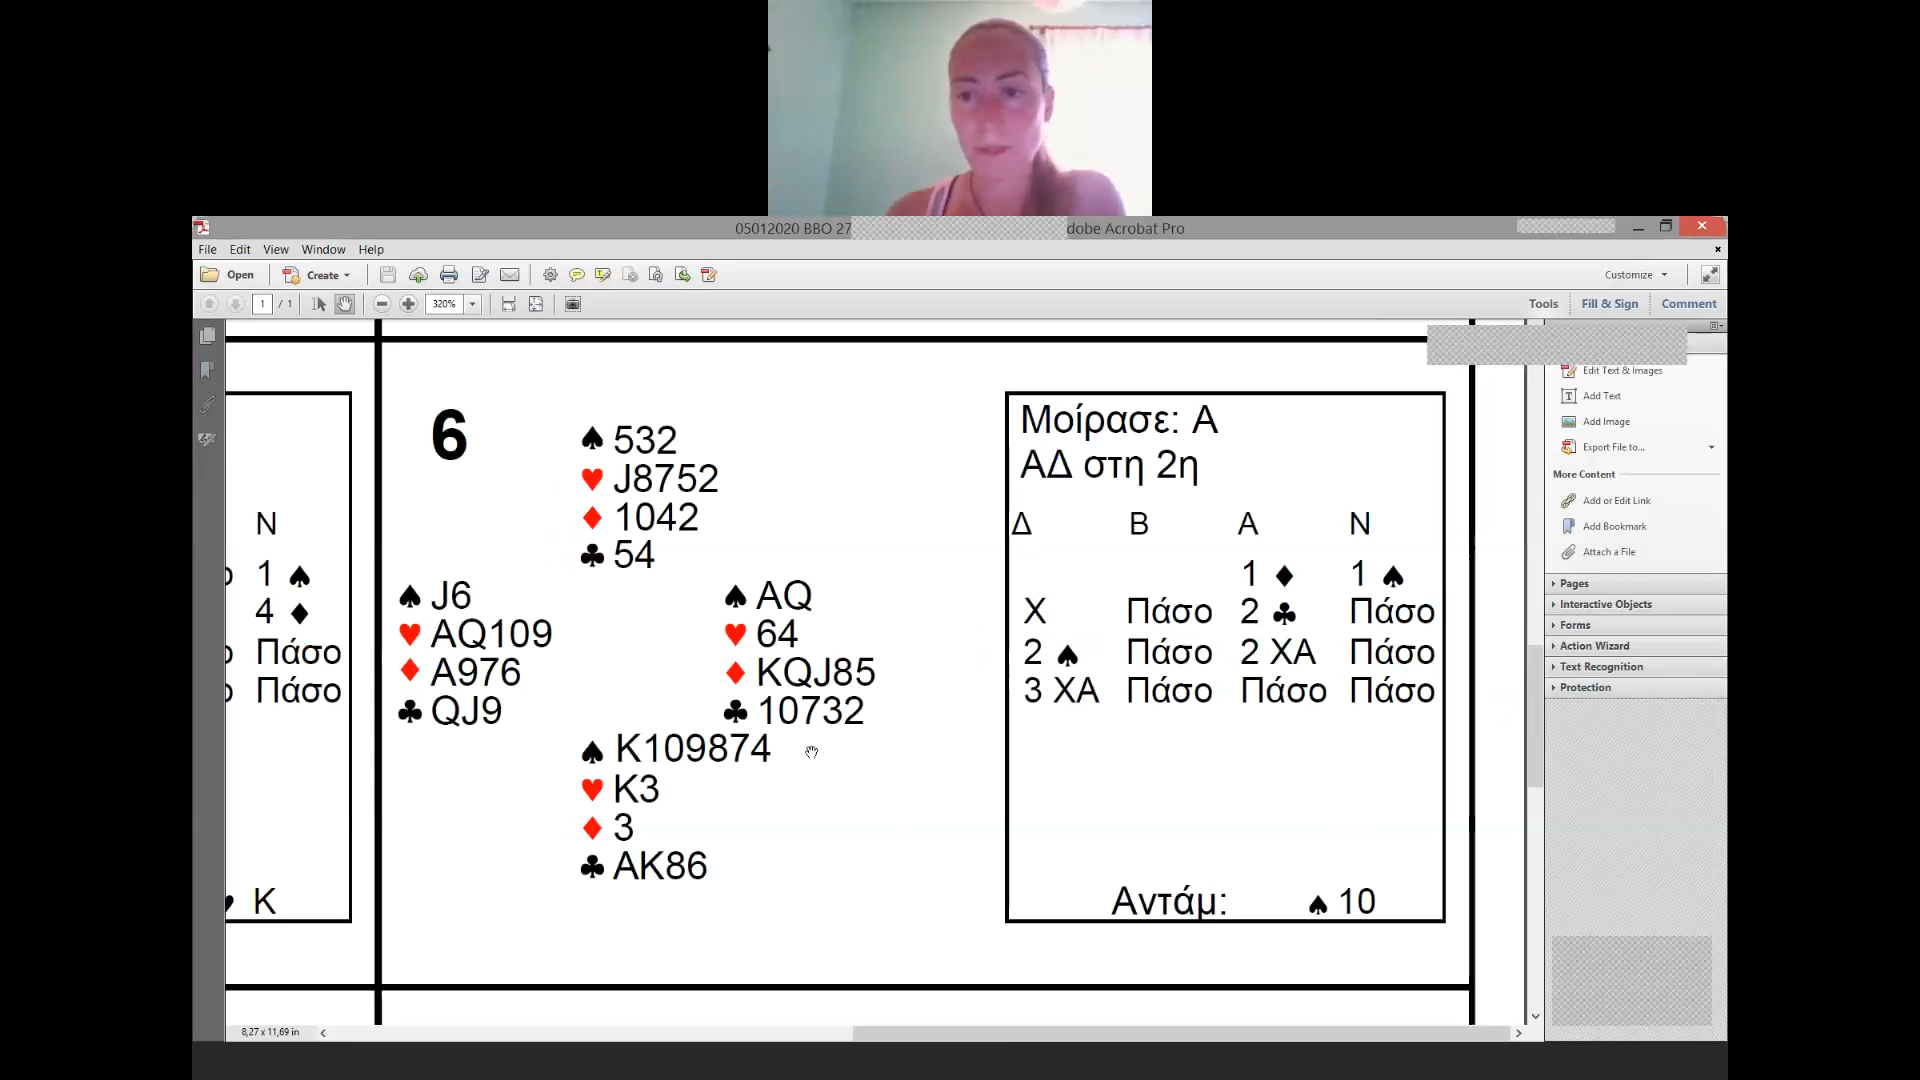 05012020 BBO 27
dobe Acrobat Pro
File Edit View Window Help
Open Create Customize
1 / 1 320% Tools Fill & Sign Comment
Edit Text & Images
Add Text
Add Image
Export File to...
More Content
Add or Edit Link
Add Bookmark
Attach a File
Pages
Interactive Objects
Forms
Action Wizard
Text Recognition
Protection
N
1 ♠
4 ♦
Πάσο
Πάσο
K
6
♠ 532
♥ J8752
♦ 1042
♣ 54
♠ J6
♥ AQ109
♦ A976
♣ QJ9
♠ AQ
♥ 64
♦ KQJ85
♣ 10732
♠ K109874
♥ K3
♦ 3
♣ AK86
Μοίρασε: Α
ΑΔ στη 2η
Δ Β Α Ν
1 ♦ 1 ♠
X Πάσο 2 ♣ Πάσο
2 ♠ Πάσο 2 ΧΑ Πάσο
3 ΧΑ Πάσο Πάσο Πάσο
Αντάμ: ♠ 10
8,27 x 11,69 in